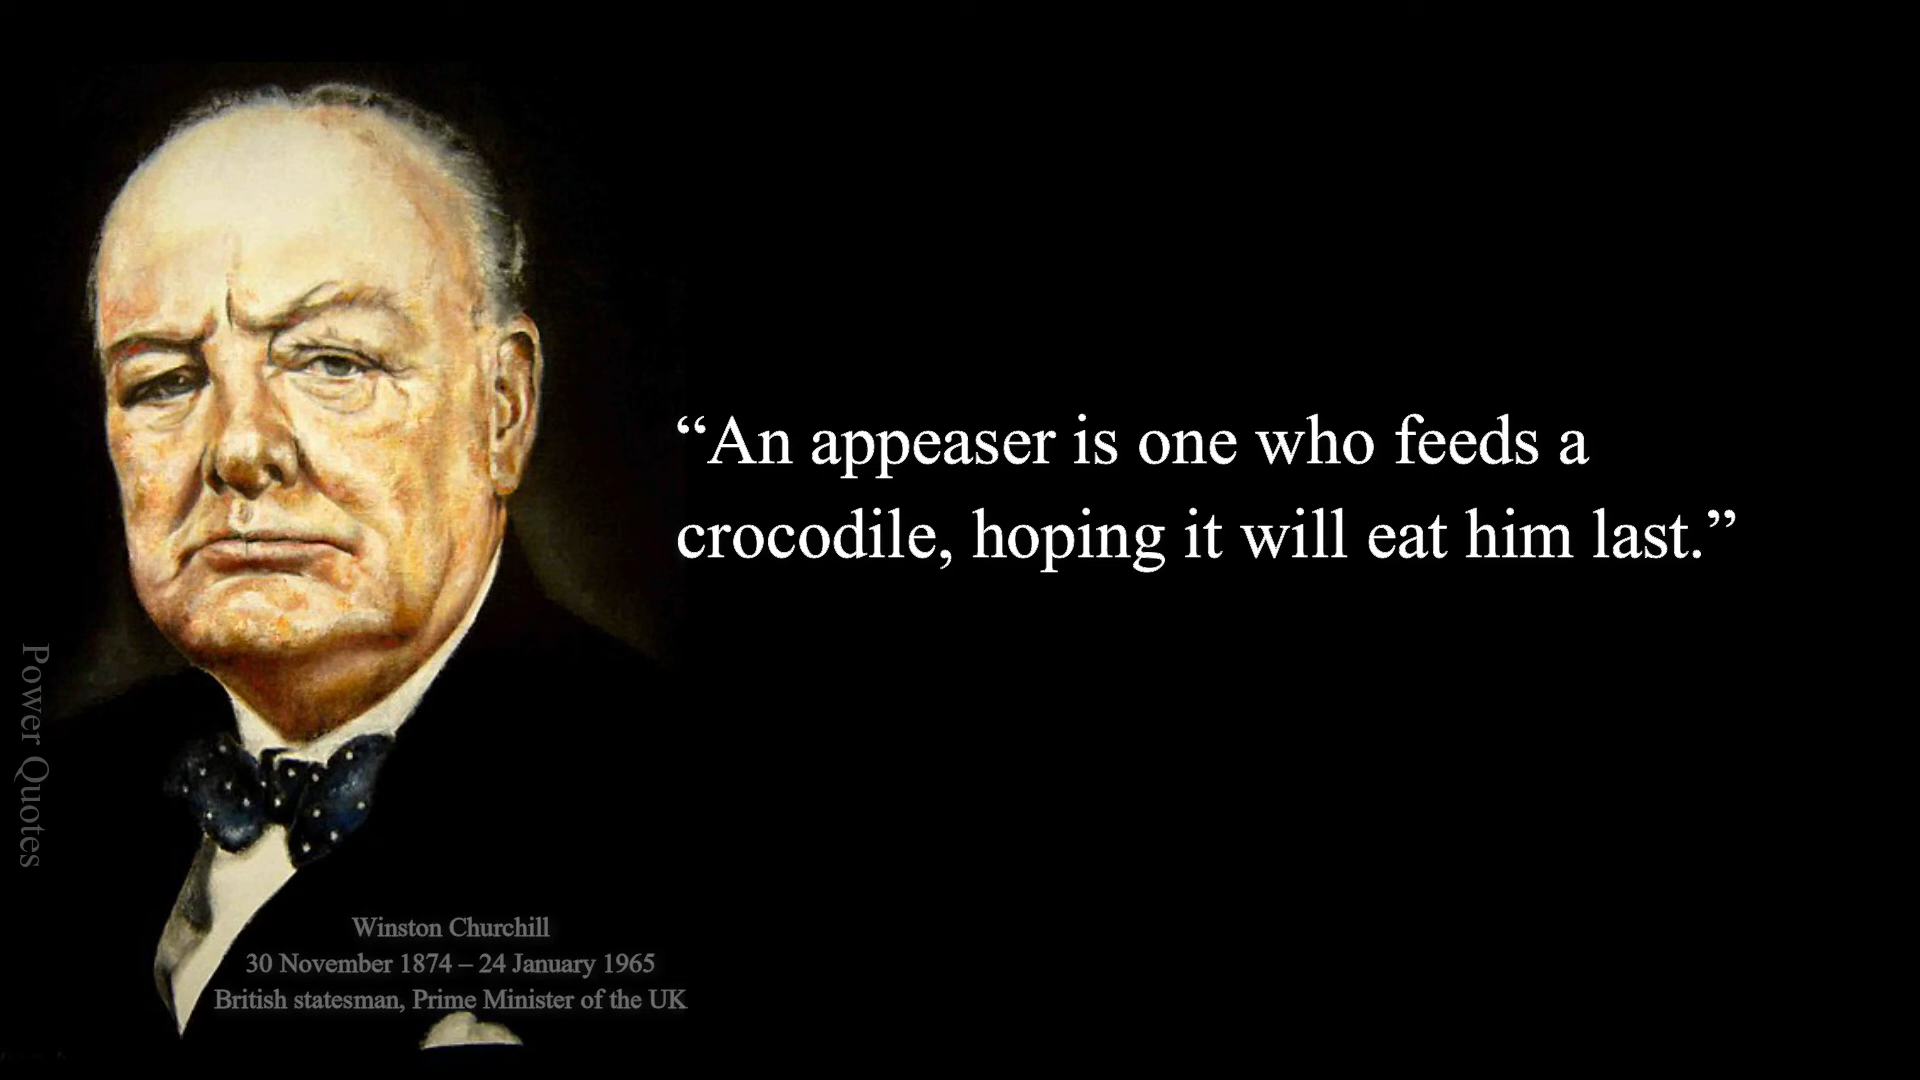 “An appeaser is one who feeds a
crocodile, hoping it will eat him last.”
Power Quotes
Winston Churchill
30 November 1874 – 24 January 1965
British statesman, Prime Minister of the UK